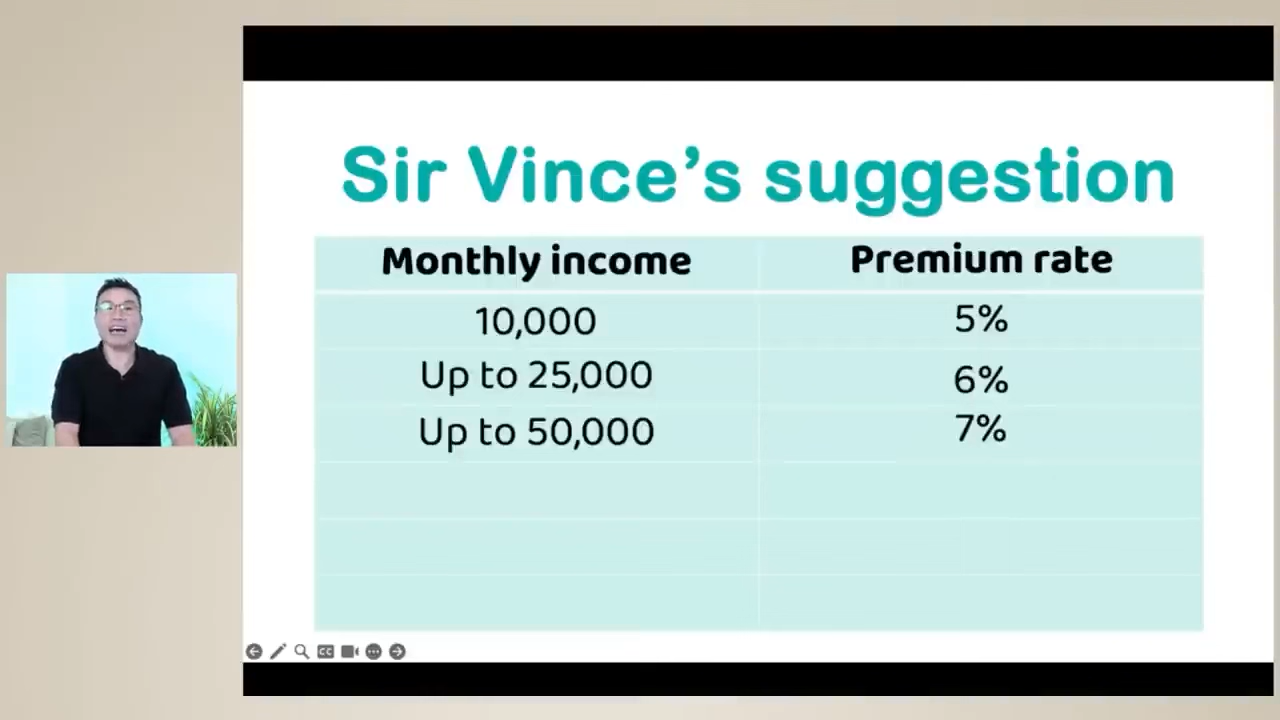 Sir Vince’s suggestion
Monthly income Premium rate
10,000 5%
Up to 25,000 6%
Up to 50,000 7%
CC